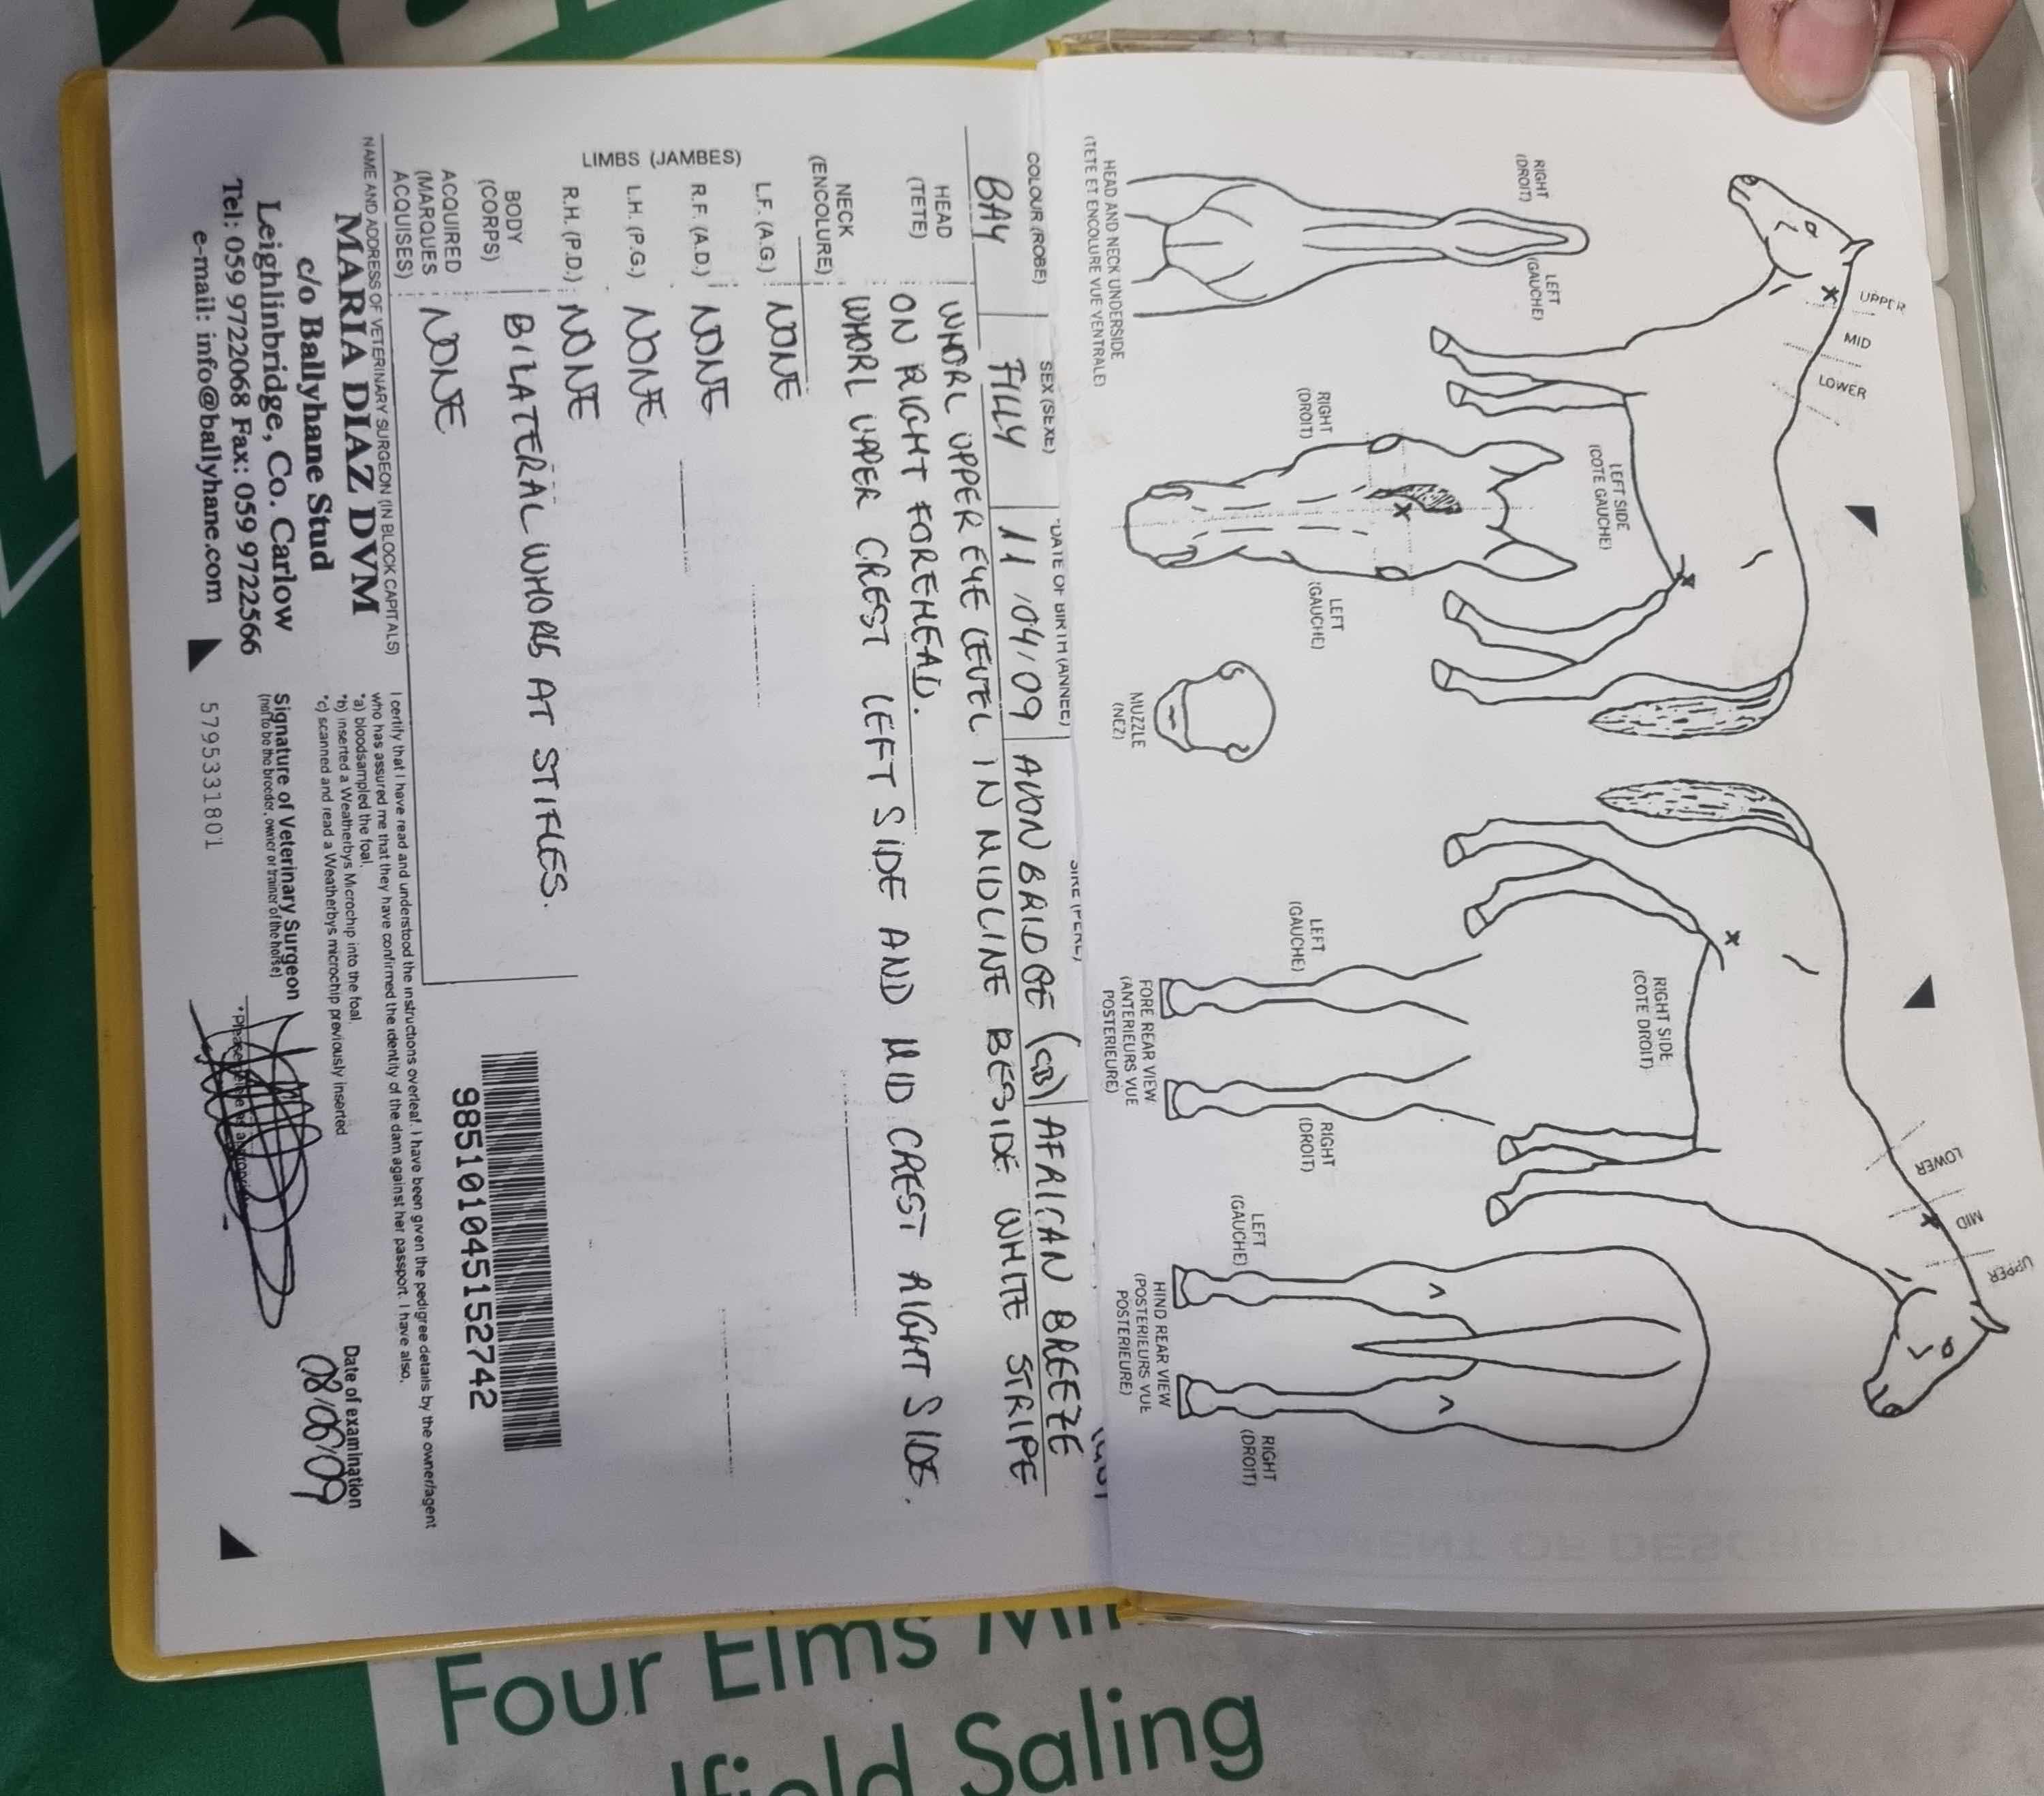 UPPER
MID
LOWER
LEFT SIDE
(COTE GAUCHE)
RIGHT SIDE
(COTE DROIT)
LOWER
MID
UPPER
RIGHT
(DROIT)
LEFT
(GAUCHE)
HEAD AND NECK UNDERSIDE
(TETE ET ENCOLURE VUE VENTRALE)
RIGHT
(DROIT)
LEFT
(GAUCHE)
MUZZLE
(NEZ)
LEFT
(GAUCHE)
RIGHT
(DROIT)
FORE REAR VIEW
(ANTERIEURS VUE
POSTERIEURE)
LEFT
(GAUCHE)
RIGHT
(DROIT)
HIND REAR VIEW
(POSTERIEURS VUE
POSTERIEURE)
COLOUR (ROBE) SEX (SEXE) DATE OF BIRTH (ANNEE) SIRE (PERE)
BAY FILLY 11/04/09 AVONBRIDGE (GB) AFRICAN BREEZE
HEAD
(TETE) WHORL UPPER EYE LEVEL IN MIDLINE BESIDE WHITE STRIPE
ON RIGHT FOREHEAD.
NECK
(ENCOLURE) WHORL UPPER CREST LEFT SIDE AND MID CREST RIGHT SIDE.
LIMBS (JAMBES)
L.F. (A.G.) NONE
R.F. (A.D.) NONE
L.H. (P.G.) NONE
R.H. (P.D.) NONE
BODY
(CORPS) BILATERAL WHORLS AT STIFLES.
ACQUIRED
(MARQUES
ACQUISES) NONE
985101045152742
NAME AND ADDRESS OF VETERINARY SURGEON (IN BLOCK CAPITALS)
MARIA DIAZ DVM
c/o Ballyhane Stud
Leighlinbridge, Co. Carlow
Tel: 059 9722068 Fax: 059 9722566
e-mail: info@ballyhane.com
I certify that I have read and understood the instructions overleaf. I have been given the pedigree details by the owner/agent
who has assured me that they have confirmed the identity of the dam against her passport. I have also,
*a) bloodsampled the foal.
*b) inserted a Weatherbys Microchip into the foal.
*c) scanned and read a Weatherbys microchip previously inserted
*Please
Signature of Veterinary Surgeon
(not to be the breeder, owner or trainer of the horse)
Date of examination
08/06/09
5795331801
Four Elms
Saling